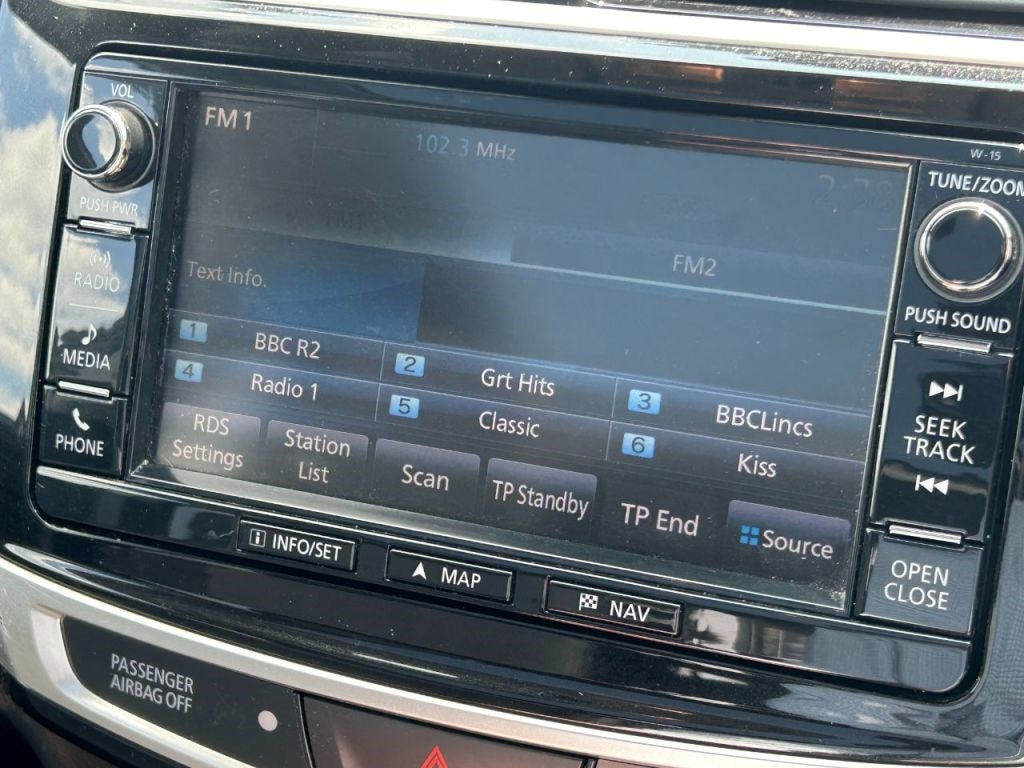 VOL
PUSH PWR
RADIO
MEDIA
PHONE
FM1
102.3 MHz
W-15
FM2
Text Info.
1 BBC R2
2 Grt Hits
3 BBCLincs
4 Radio 1
5 Classic
6 Kiss
RDS
Settings
Station
List
Scan
TP Standby
TP End
Source
TUNE/ZOOM
PUSH SOUND
SEEK
TRACK
OPEN
CLOSE
i INFO/SET
MAP
NAV
PASSENGER
AIRBAG OFF